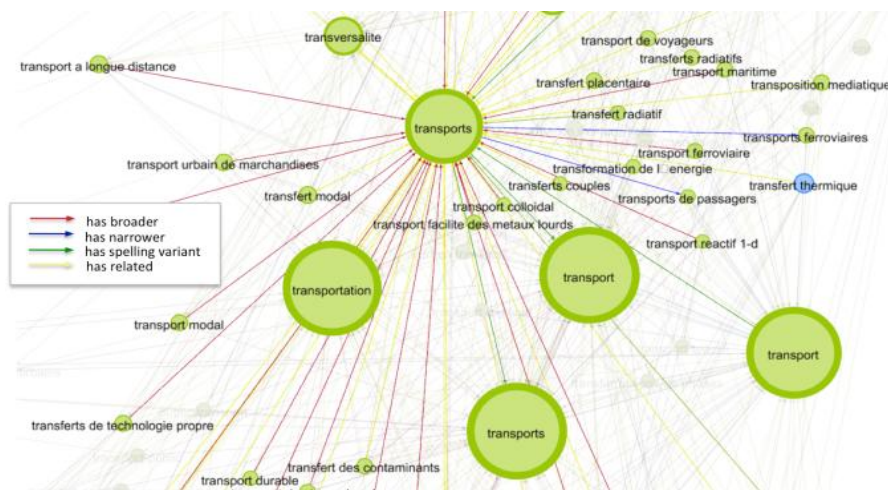 transversalite
transport de voyageurs
transferts radiatifs
transport a longue distance
transport maritime
transfert placentaire
transposition mediatique
transports
transfert radiatif
transports ferroviaires
transport ferroviaire
transport urbain de marchandises
transformation de l□energie
transferts couples
transfert thermique
transfert modal
transports de passagers
transport colloidal
transport facilite des metaux lourds
has broader
has narrower
has spelling variant
has related
transport reactif 1-d
transport
transportation
transport modal
transport
transferts de technologie propre
transports
transfert des contaminants
transport durable